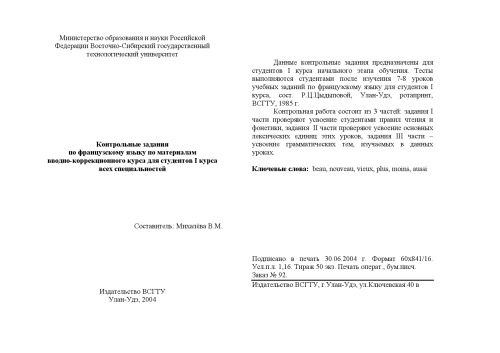 Министерство образования и науки Российской
Федерации Восточно-Сибирский государственный
технологический университет
Контрольные задания
по французскому языку по материалам
вводно-коррекционного курса для студентов I курса
всех специальностей
Составитель: Михалёва В.М.
Издательство ВСГТУ
Улан-Удэ, 2004
Данные контрольные задания предназначены для
студентов I курса начального этапа обучения. Тесты
выполняются студентами после изучения 7-8 уроков
учебных заданий по французскому языку для студентов I
курса, сост. Р.Ц.Цыдыповой, Улан-Удэ, ротапринт,
ВСГТУ, 1985 г.
Контрольная работа состоит из 3 частей: задания I
части проверяют усвоение студентами правил чтения и
фонетики, задания II части проверяют усвоение основных
лексических единиц этих уроков, задания III части –
усвоение грамматических тем, изучаемых в данных
уроках.
Ключевые слова: beau, nouveau, vieux, plus, moins, aussi
Подписано в печать 30.06.2004 г. Формат 60х841/16.
Усл.п.л. 1,16. Тираж 50 экз. Печать операт., бум.писч.
Заказ № 92.
Издательство ВСГТУ, г.Улан-Удэ, ул.Ключевская 40 в